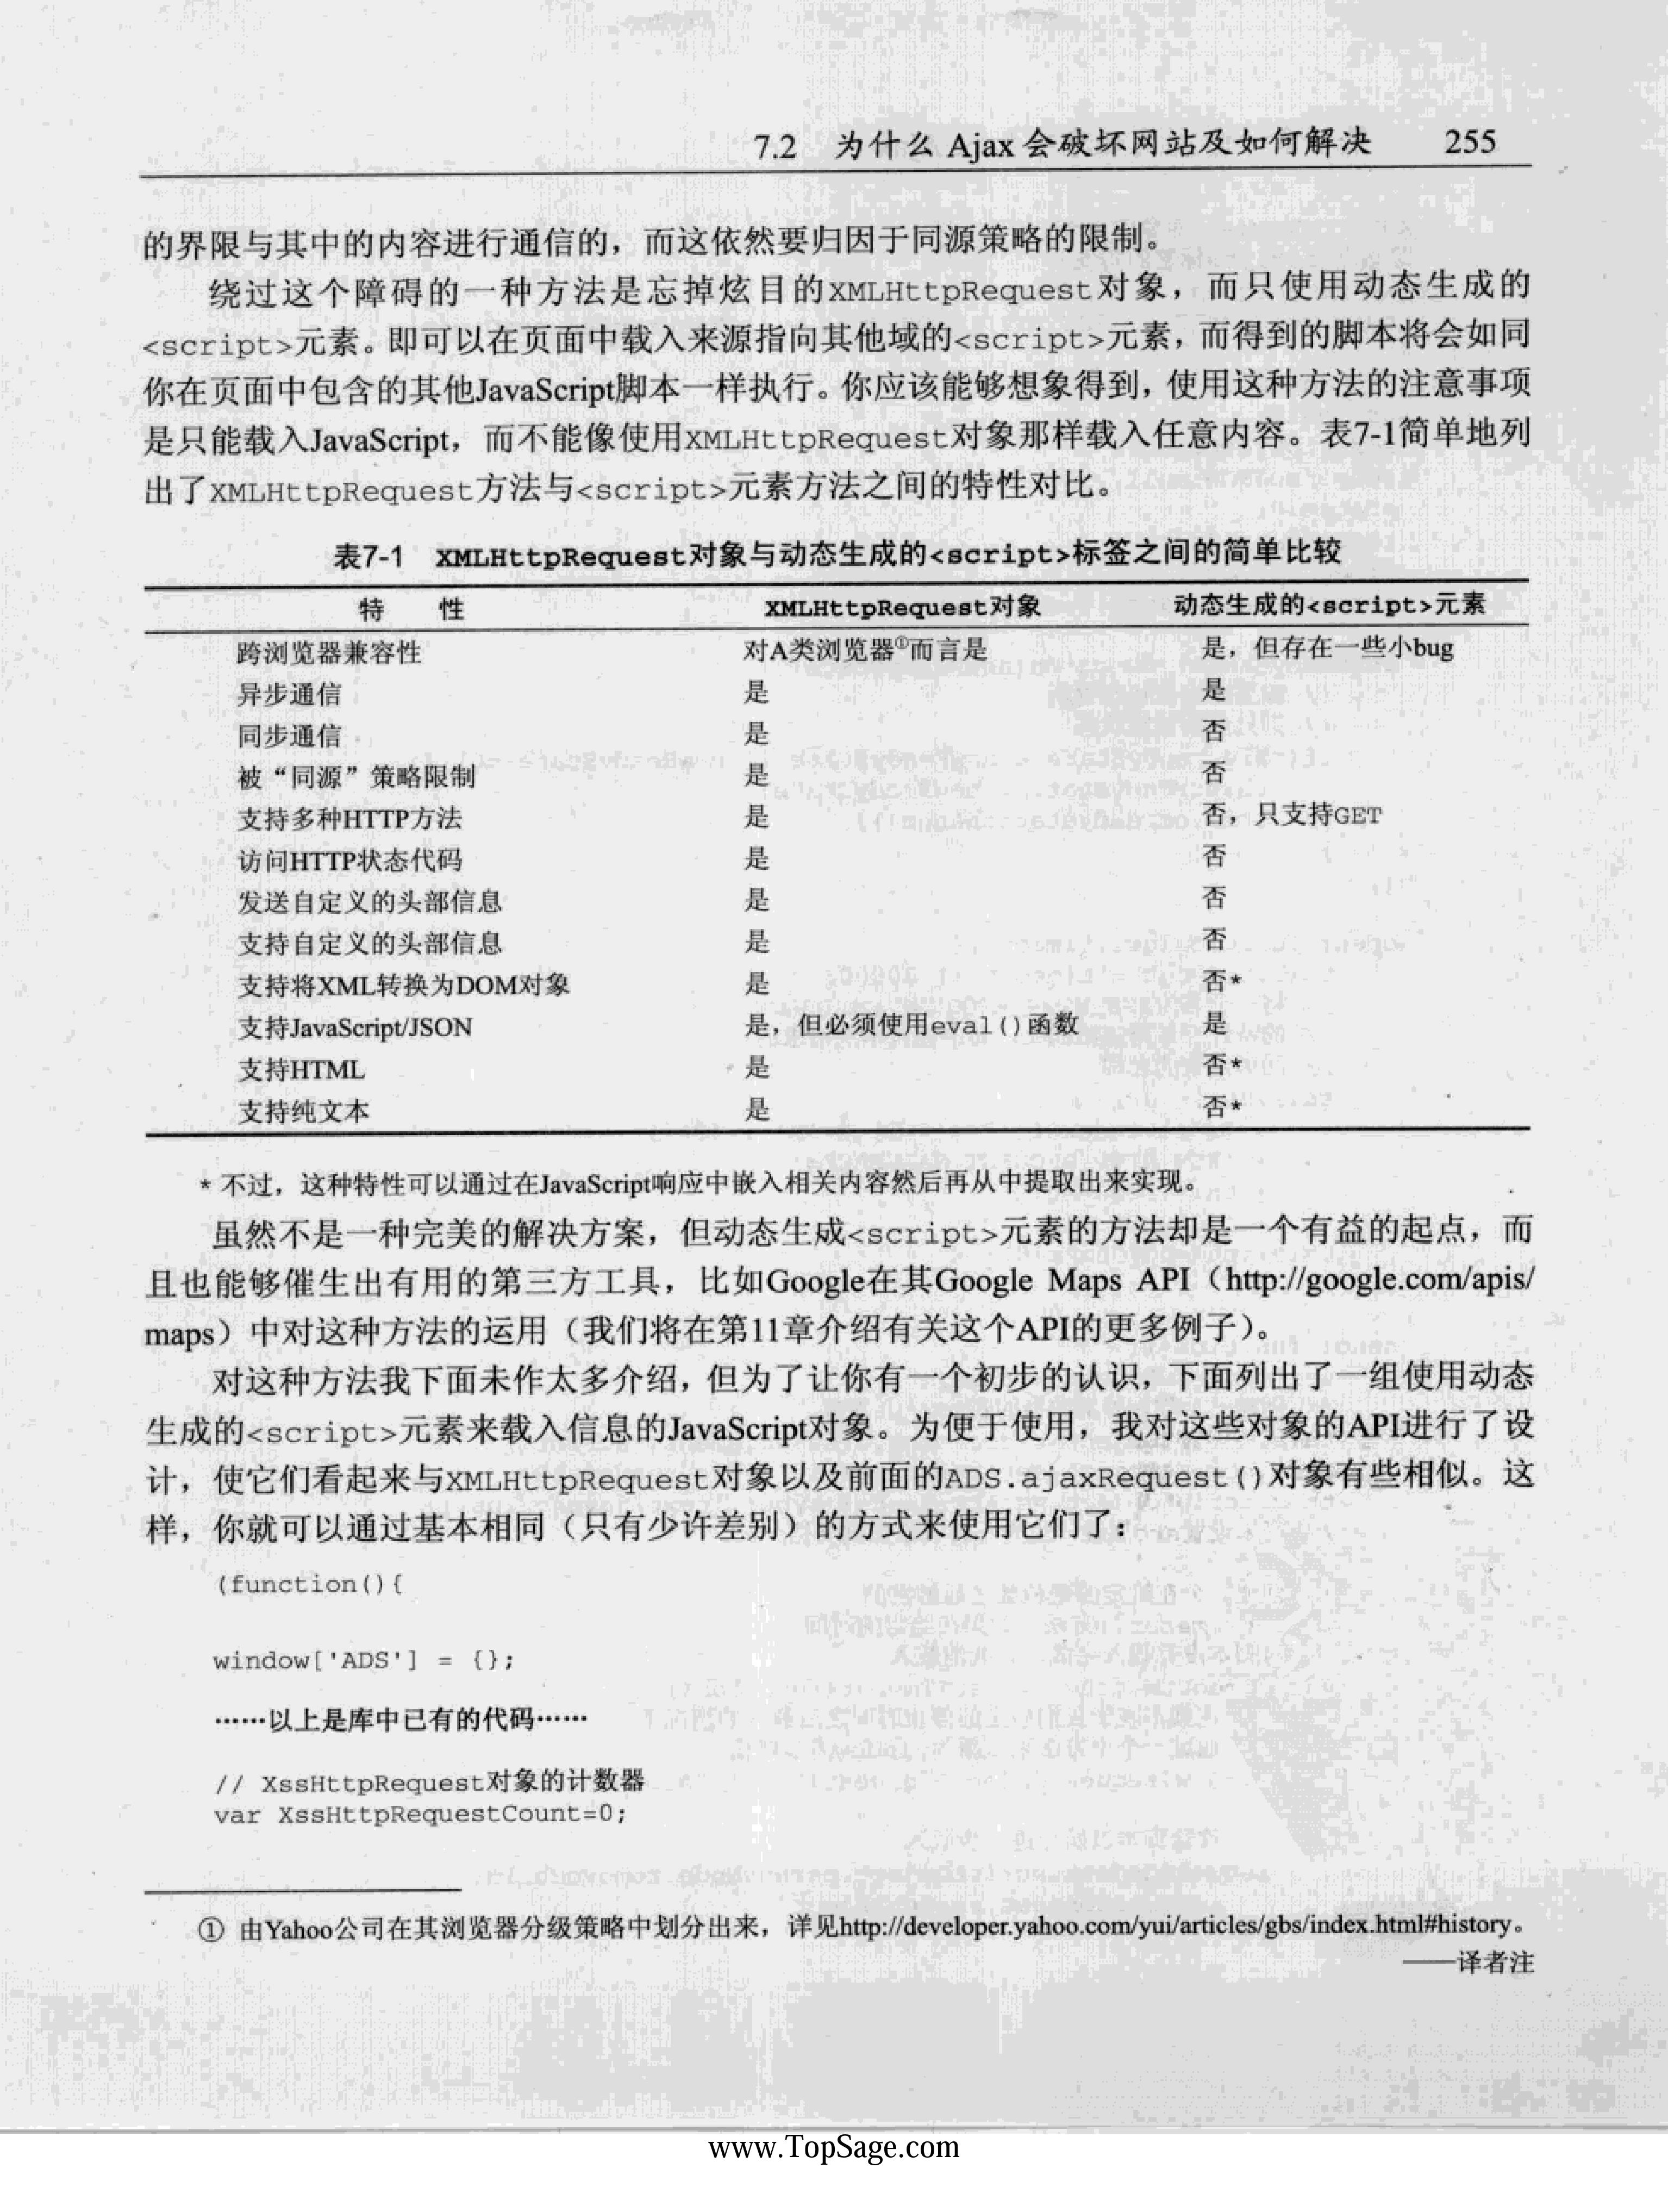 7.2 为什么 Ajax 会破坏网站及如何解决 255
的界限与其中的内容进行通信的，而这依然要归因于同源策略的限制。
绕过这个障碍的一种方法是忘掉炫目的XMLHttpRequest对象，而只使用动态生成的
<script>元素。即可以在页面中载入来源指向其他域的<script>元素，而得到的脚本将会如同
你在页面中包含的其他JavaScript脚本一样执行。你应该能够想象得到，使用这种方法的注意事项
是只能载入JavaScript，而不能像使用XMLHttpRequest对象那样载入任意内容。表7-1简单地列
出了XMLHttpRequest方法与<script>元素方法之间的特性对比。
表7-1 XMLHttpRequest对象与动态生成的<script>标签之间的简单比较
特 性 XMLHttpRequest对象 动态生成的<script>元素
跨浏览器兼容性 对A类浏览器①而言是 是，但存在一些小bug
异步通信 是 是
同步通信 是 否
被“同源”策略限制 是 否
支持多种HTTP方法 是 否，只支持GET
访问HTTP状态代码 是 否
发送自定义的头部信息 是 否
支持自定义的头部信息 是 否
支持将XML转换为DOM对象 是 否*
支持JavaScript/JSON 是，但必须使用eval()函数 是
支持HTML 是 否*
支持纯文本 是 否*
* 不过，这种特性可以通过在JavaScript响应中嵌入相关内容然后再从中提取出来实现。
虽然不是一种完美的解决方案，但动态生成<script>元素的方法却是一个有益的起点，而
且也能够催生出有用的第三方工具，比如Google在其Google Maps API（http://google.com/apis/
maps）中对这种方法的运用（我们将在第11章介绍有关这个API的更多例子）。
对这种方法我下面未作太多介绍，但为了让你有一个初步的认识，下面列出了一组使用动态
生成的<script>元素来载入信息的JavaScript对象。为便于使用，我对这些对象的API进行了设
计，使它们看起来与XMLHttpRequest对象以及前面的ADS.ajaxRequest()对象有些相似。这
样，你就可以通过基本相同（只有少许差别）的方式来使用它们了：
(function(){
window['ADS'] = {};
……以上是库中已有的代码……
// XssHttpRequest对象的计数器
var XssHttpRequestCount=0;
① 由Yahoo公司在其浏览器分级策略中划分出来，详见http://developer.yahoo.com/yui/articles/gbs/index.html#history。
——译者注
www.TopSage.com